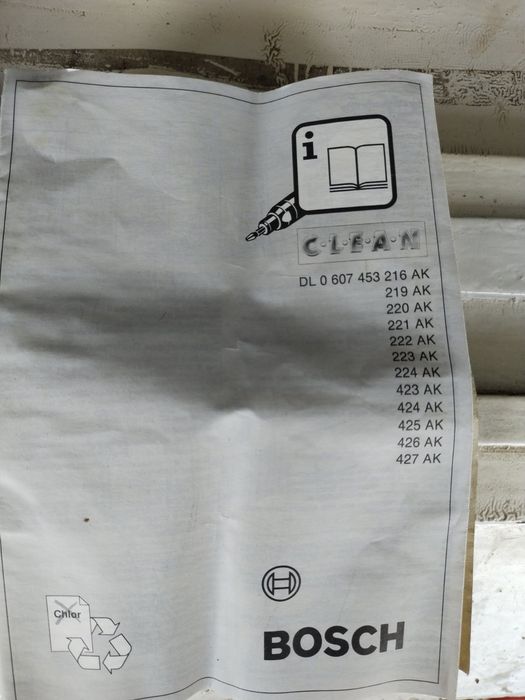 i
C·L·E·A·N
DL 0 607 453 216 AK
219 AK
220 AK
221 AK
222 AK
223 AK
224 AK
423 AK
424 AK
425 AK
426 AK
427 AK
Chlor
BOSCH